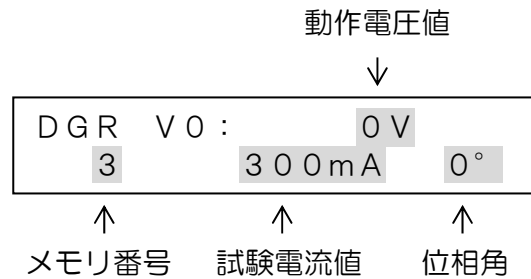 動作電圧値
↓
DGR V0: 0V
3 300mA 0°
↑ ↑ ↑
メモリ番号 試験電流値 位相角